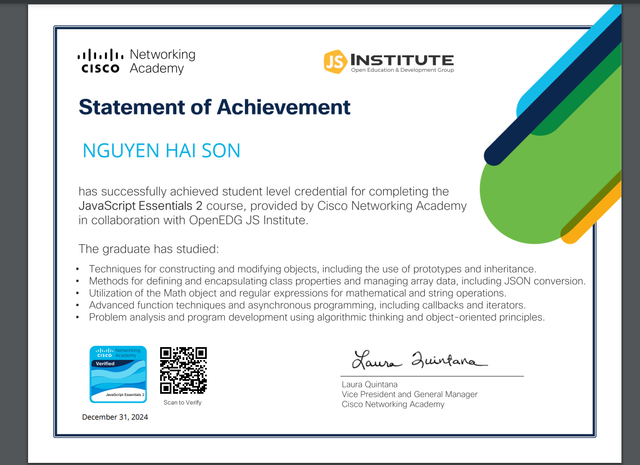 cisco Networking Academy
JS INSTITUTE
Open Education & Development Group
Statement of Achievement
NGUYEN HAI SON
has successfully achieved student level credential for completing the
JavaScript Essentials 2 course, provided by Cisco Networking Academy
in collaboration with OpenEDG JS Institute.
The graduate has studied:
• Techniques for constructing and modifying objects, including the use of prototypes and inheritance.
• Methods for defining and encapsulating class properties and managing array data, including JSON conversion.
• Utilization of the Math object and regular expressions for mathematical and string operations.
• Advanced function techniques and asynchronous programming, including callbacks and iterators.
• Problem analysis and program development using algorithmic thinking and object-oriented principles.
cisco Networking Academy
Verified
JavaScript Essentials 2
Scan to Verify
December 31, 2024
Laura Quintana
Laura Quintana
Vice President and General Manager
Cisco Networking Academy